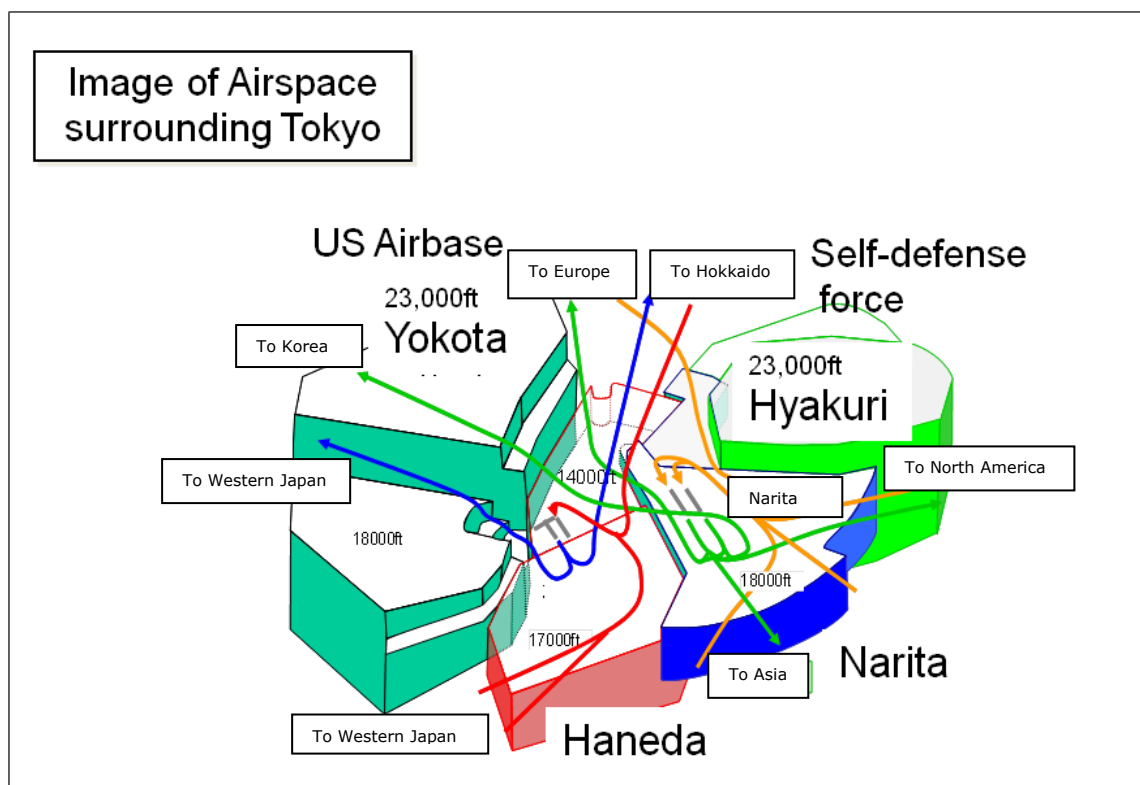 Image of Airspace
surrounding Tokyo
US Airbase
To Europe
To Hokkaido
Self-defense
force
23,000ft
Yokota
To Korea
23,000ft
Hyakuri
To Western Japan
14000ft
To North America
Narita
18000ft
18000ft
17000ft
To Asia
Narita
To Western Japan
Haneda